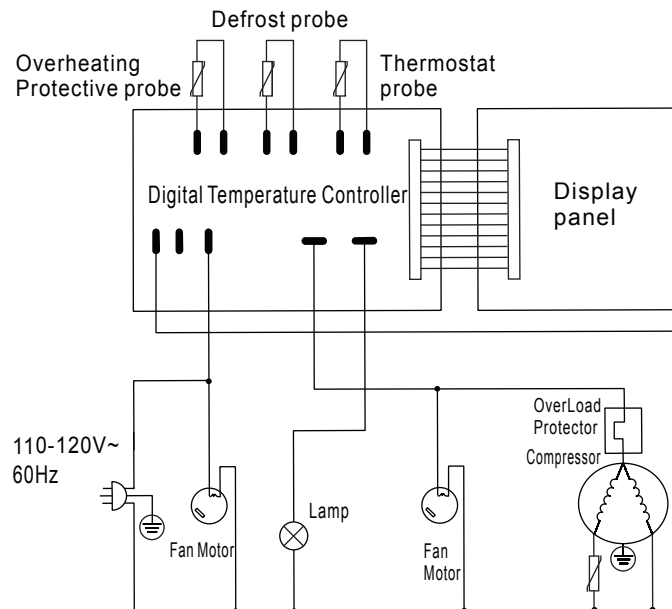 Defrost probe
Overheating
Protective probe
Thermostat
probe
Digital Temperature Controller
Display
panel
OverLoad
Protector
Compressor
110-120V~
60Hz
Lamp
Fan Motor
Fan
Motor